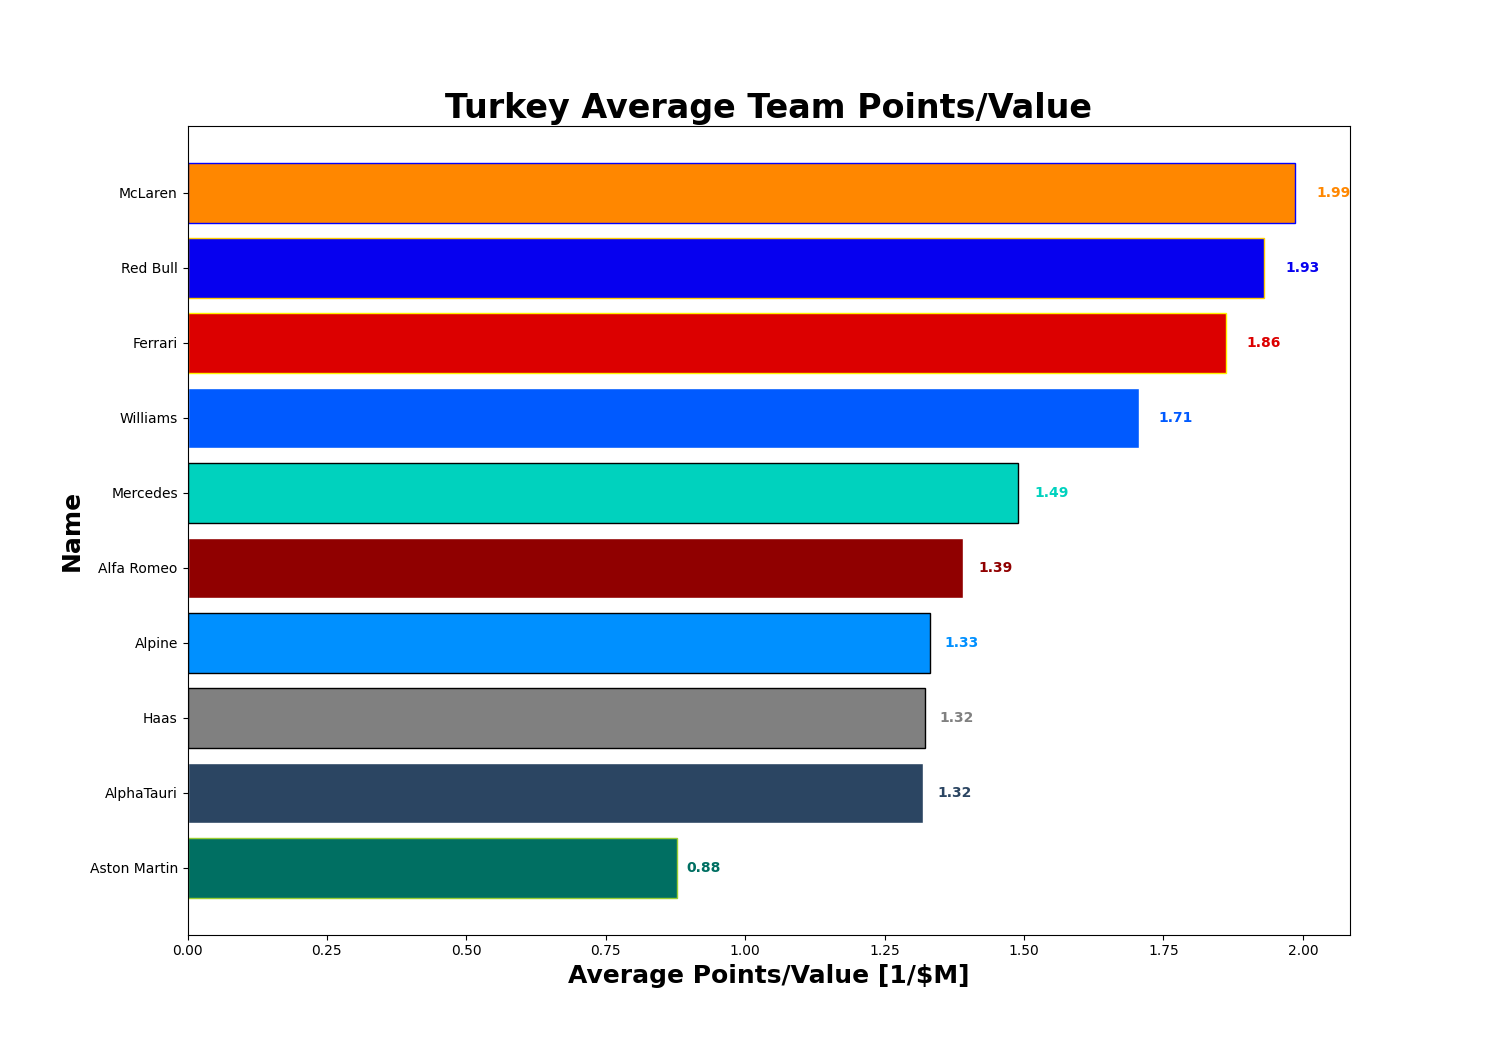 Turkey Average Team Points/Value
McLaren 1.99
Red Bull 1.93
Ferrari 1.86
Williams 1.71
Mercedes 1.49
Name
Alfa Romeo 1.39
Alpine 1.33
Haas 1.32
AlphaTauri 1.32
Aston Martin 0.88
0.00 0.25 0.50 0.75 1.00 1.25 1.50 1.75 2.00
Average Points/Value [1/$M]